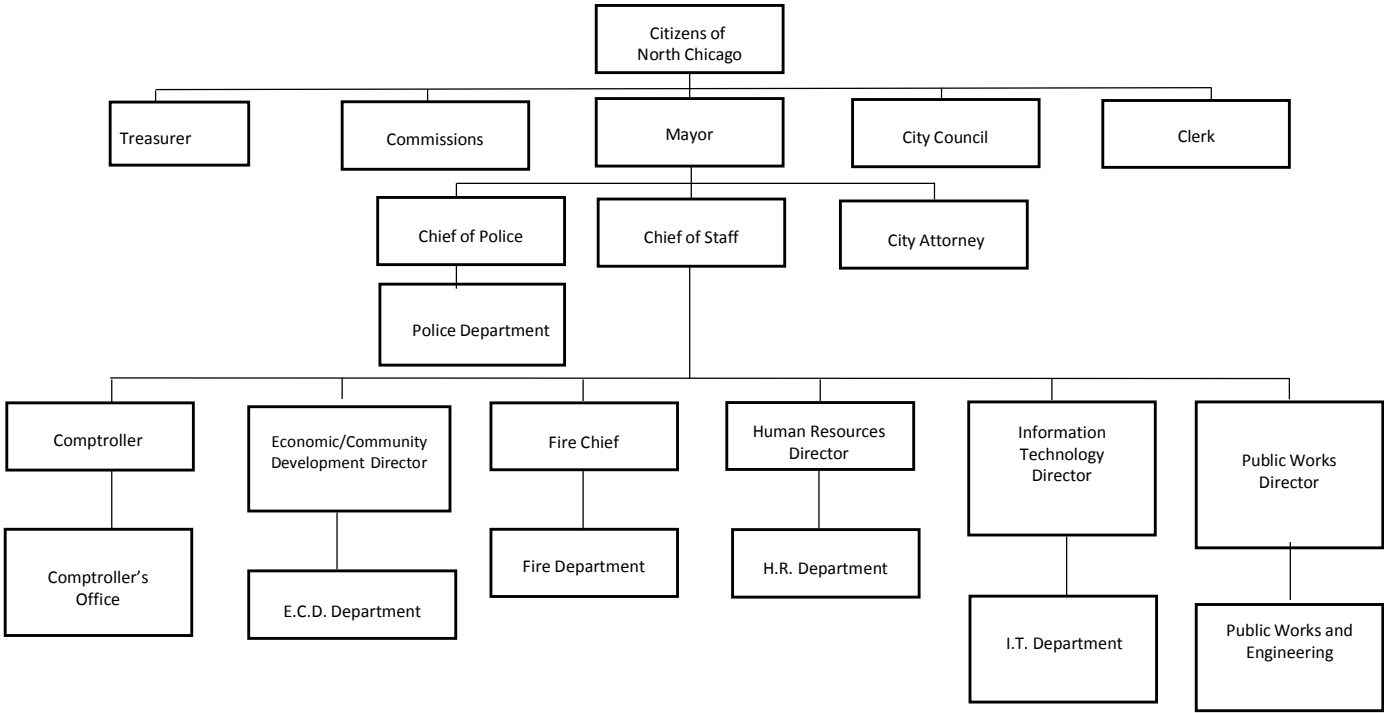 Citizens of
North Chicago
Treasurer
Commissions
Mayor
City Council
Clerk
Chief of Police
Chief of Staff
City Attorney
Police Department
Comptroller
Economic/Community
Development Director
Fire Chief
Human Resources
Director
Information
Technology
Director
Public Works
Director
Comptroller’s
Office
E.C.D. Department
Fire Department
H.R. Department
I.T. Department
Public Works and
Engineering